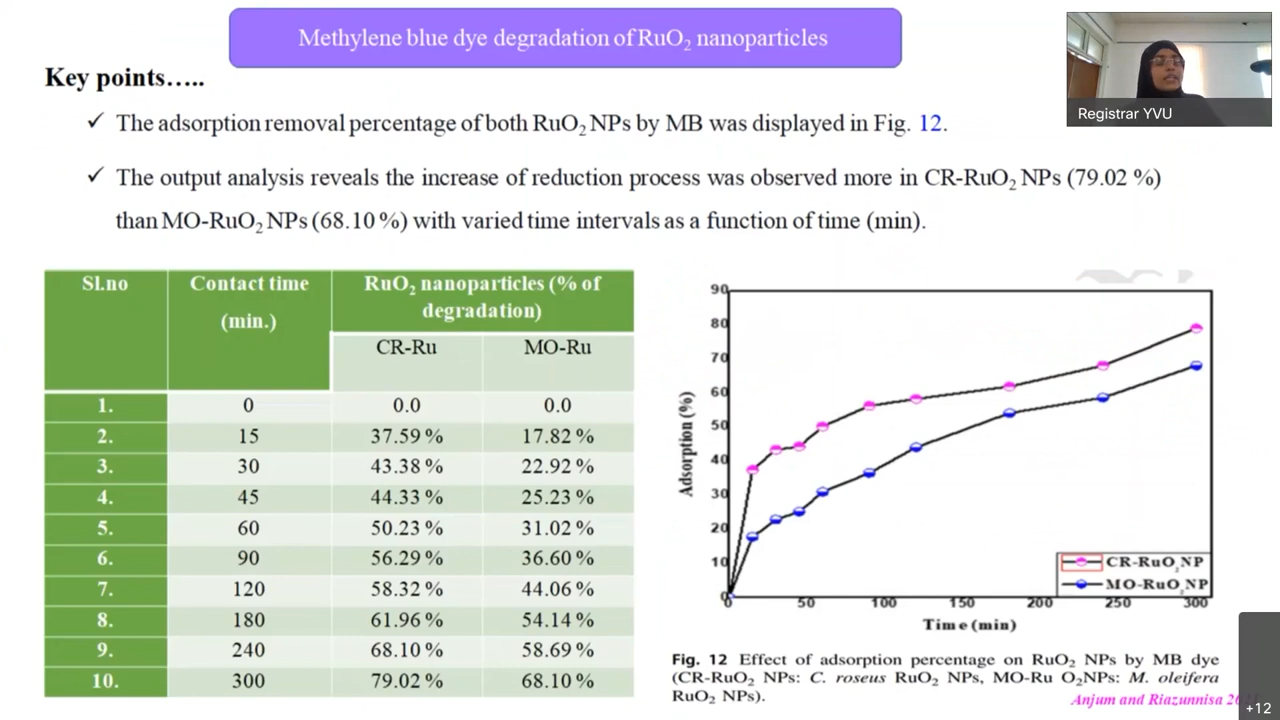 Methylene blue dye degradation of RuO₂ nanoparticles
Registrar YVU
Key points…..
✓ The adsorption removal percentage of both RuO₂ NPs by MB was displayed in Fig. 12.
✓ The output analysis reveals the increase of reduction process was observed more in CR-RuO₂ NPs (79.02 %)
than MO-RuO₂ NPs (68.10 %) with varied time intervals as a function of time (min).
Sl.no Contact time (min.) RuO₂ nanoparticles (% of degradation)
CR-Ru MO-Ru
1. 0 0.0 0.0
2. 15 37.59 % 17.82 %
3. 30 43.38 % 22.92 %
4. 45 44.33 % 25.23 %
5. 60 50.23 % 31.02 %
6. 90 56.29 % 36.60 %
7. 120 58.32 % 44.06 %
8. 180 61.96 % 54.14 %
9. 240 68.10 % 58.69 %
10. 300 79.02 % 68.10 %
Adsorption (%)
90
80
70
60
50
40
30
20
10
0
0 50 100 150 200 250 300
Time (min)
CR-RuO₂NP
MO-RuO₂NP
Fig. 12 Effect of adsorption percentage on RuO₂ NPs by MB dye
(CR-RuO₂ NPs: C. roseus RuO₂ NPs, MO-Ru O₂NPs: M. oleifera
RuO₂ NPs).
Anjum and Riazunnisa
+12